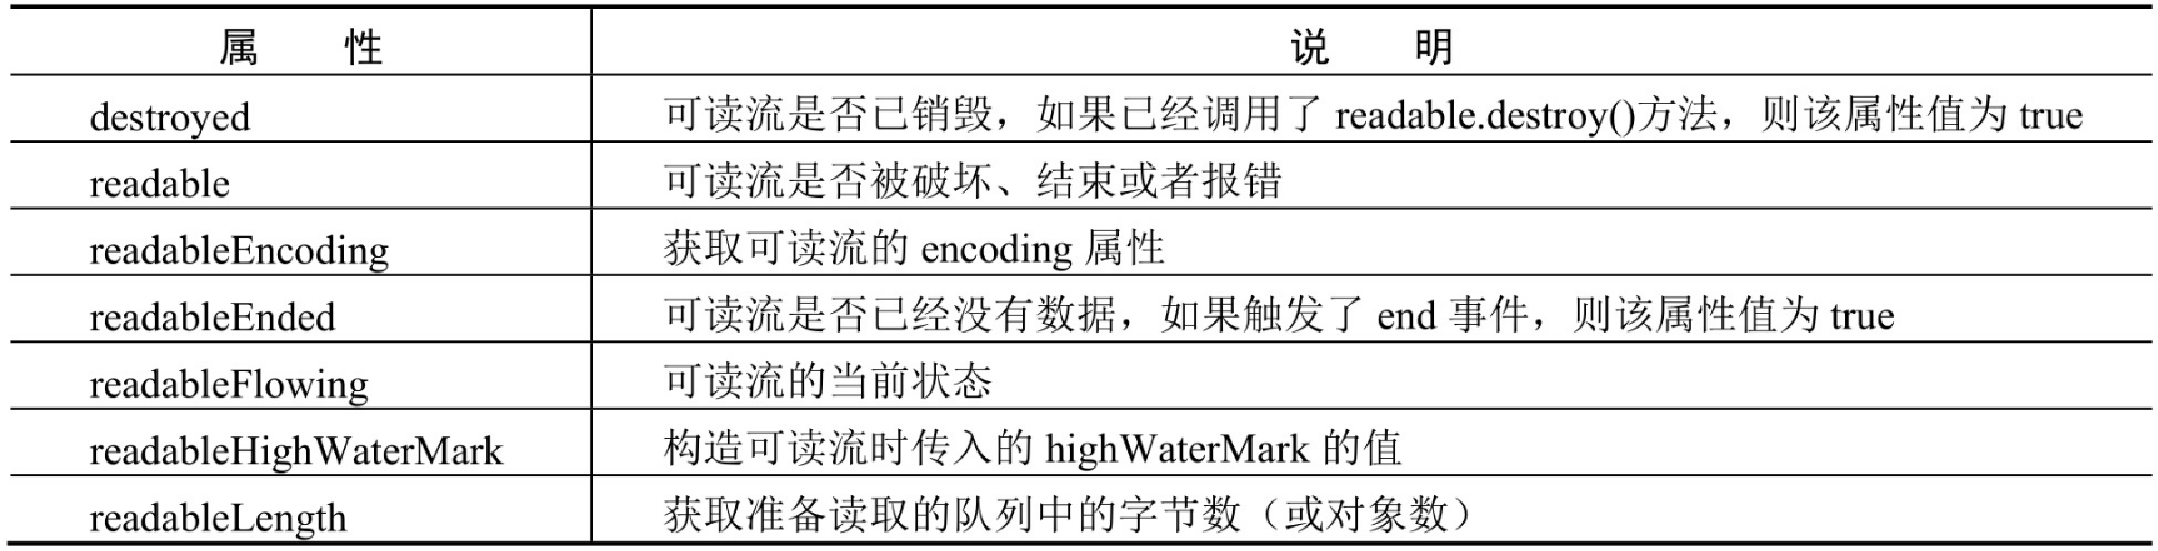 属 性 说 明
destroyed 可读流是否已销毁，如果已经调用了 readable.destroy()方法，则该属性值为 true
readable 可读流是否被破坏、结束或者报错
readableEncoding 获取可读流的 encoding 属性
readableEnded 可读流是否已经没有数据，如果触发了 end 事件，则该属性值为 true
readableFlowing 可读流的当前状态
readableHighWaterMark 构造可读流时传入的 highWaterMark 的值
readableLength 获取准备读取的队列中的字节数（或对象数）